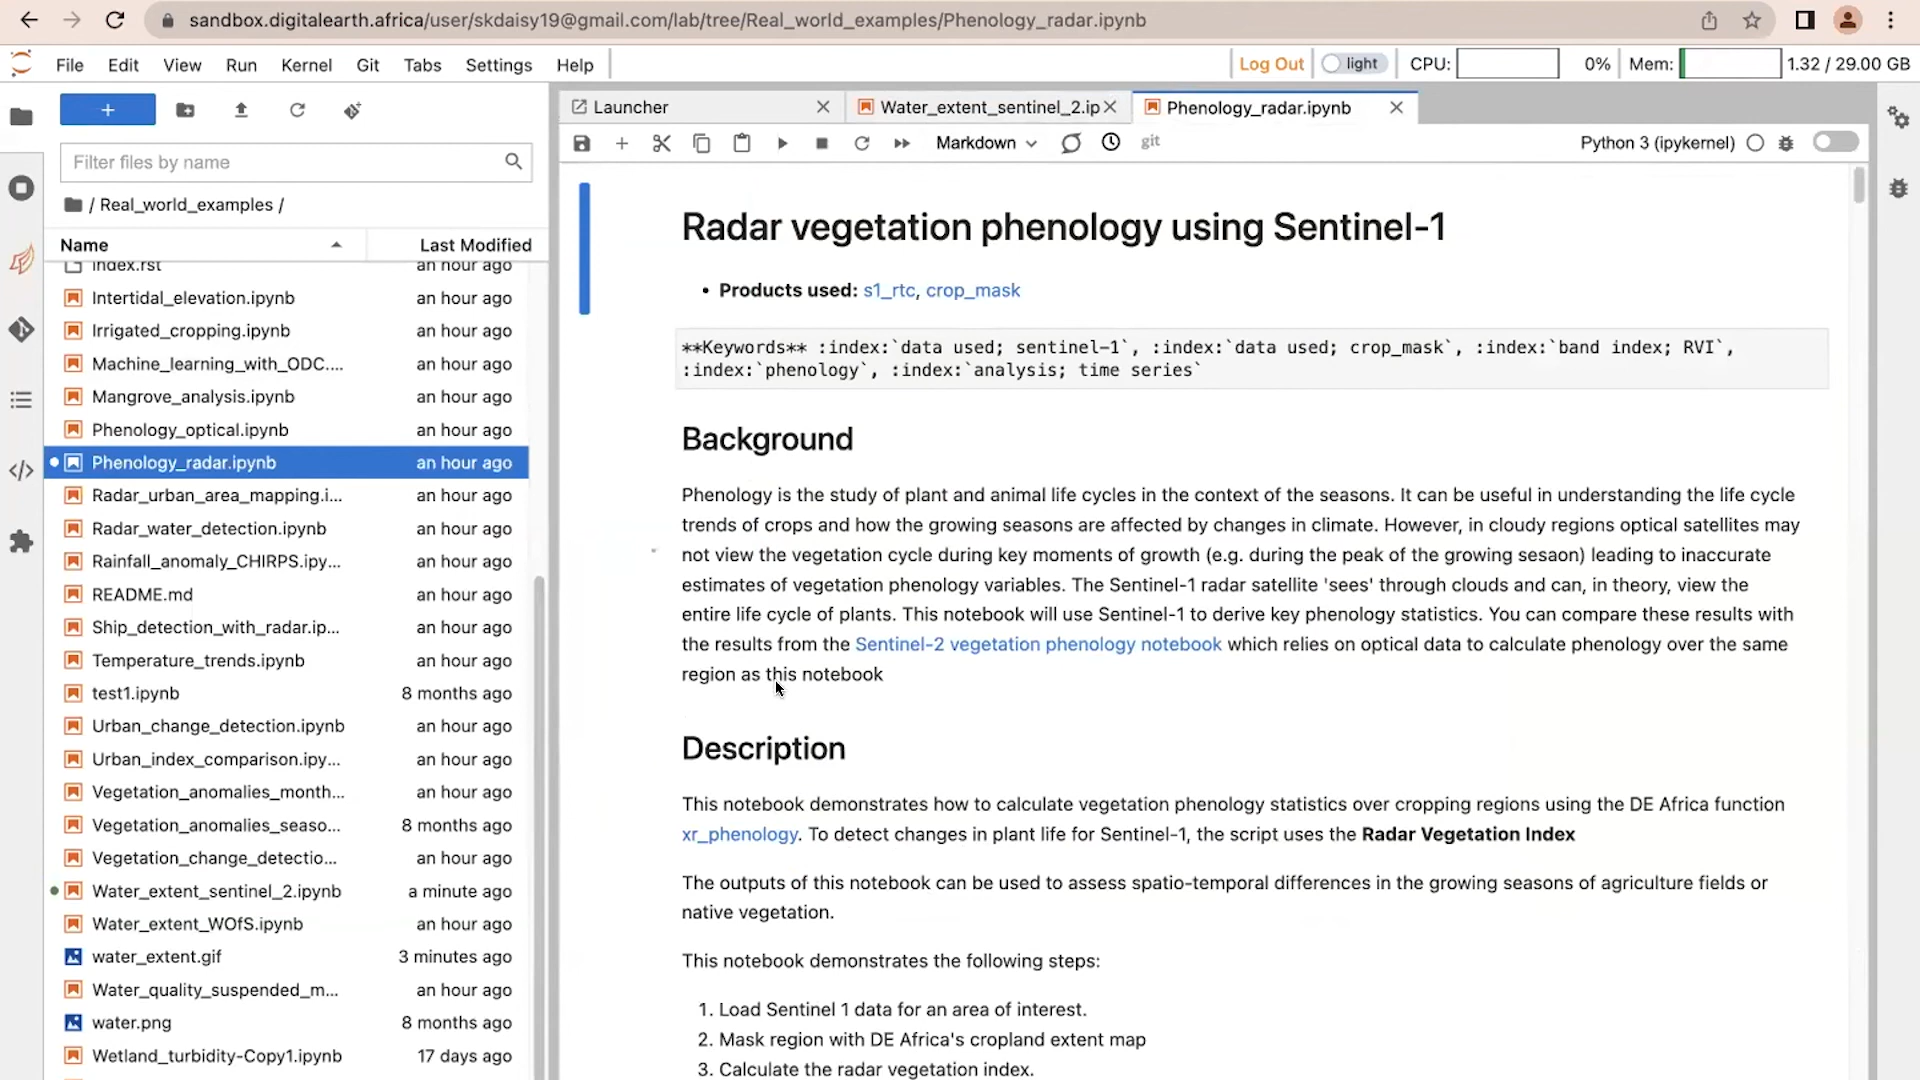 sandbox.digitalearth.africa/user/skdaisy19@gmail.com/lab/tree/Real_world_examples/Phenology_radar.ipynb
File Edit View Run Kernel Git Tabs Settings Help
Log Out light CPU: 0% Mem: 1.32 / 29.00 GB
Launcher Water_extent_sentinel_2.ip Phenology_radar.ipynb
Markdown git Python 3 (ipykernel)
Filter files by name
/ Real_world_examples /
Name Last Modified
index.rst an hour ago
Intertidal_elevation.ipynb an hour ago
Irrigated_cropping.ipynb an hour ago
Machine_learning_with_ODC.... an hour ago
Mangrove_analysis.ipynb an hour ago
Phenology_optical.ipynb an hour ago
Phenology_radar.ipynb an hour ago
Radar_urban_area_mapping.i... an hour ago
Radar_water_detection.ipynb an hour ago
Rainfall_anomaly_CHIRPS.ipy... an hour ago
README.md an hour ago
Ship_detection_with_radar.ip... an hour ago
Temperature_trends.ipynb an hour ago
test1.ipynb 8 months ago
Urban_change_detection.ipynb an hour ago
Urban_index_comparison.ipy... an hour ago
Vegetation_anomalies_month... an hour ago
Vegetation_anomalies_seaso... 8 months ago
Vegetation_change_detectio... an hour ago
Water_extent_sentinel_2.ipynb a minute ago
Water_extent_WOfS.ipynb an hour ago
water_extent.gif 3 minutes ago
Water_quality_suspended_m... an hour ago
water.png 8 months ago
Wetland_turbidity-Copy1.ipynb 17 days ago
Radar vegetation phenology using Sentinel-1
• Products used: s1_rtc, crop_mask
**Keywords** :index:`data used; sentinel-1`, :index:`data used; crop_mask`, :index:`band index; RVI`,
:index:`phenology`, :index:`analysis; time series`
Background
Phenology is the study of plant and animal life cycles in the context of the seasons. It can be useful in understanding the life cycle
trends of crops and how the growing seasons are affected by changes in climate. However, in cloudy regions optical satellites may
not view the vegetation cycle during key moments of growth (e.g. during the peak of the growing sesaon) leading to inaccurate
estimates of vegetation phenology variables. The Sentinel-1 radar satellite 'sees' through clouds and can, in theory, view the
entire life cycle of plants. This notebook will use Sentinel-1 to derive key phenology statistics. You can compare these results with
the results from the Sentinel-2 vegetation phenology notebook which relies on optical data to calculate phenology over the same
region as this notebook
Description
This notebook demonstrates how to calculate vegetation phenology statistics over cropping regions using the DE Africa function
xr_phenology. To detect changes in plant life for Sentinel-1, the script uses the Radar Vegetation Index
The outputs of this notebook can be used to assess spatio-temporal differences in the growing seasons of agriculture fields or
native vegetation.
This notebook demonstrates the following steps:
1. Load Sentinel 1 data for an area of interest.
2. Mask region with DE Africa's cropland extent map
3. Calculate the radar vegetation index.